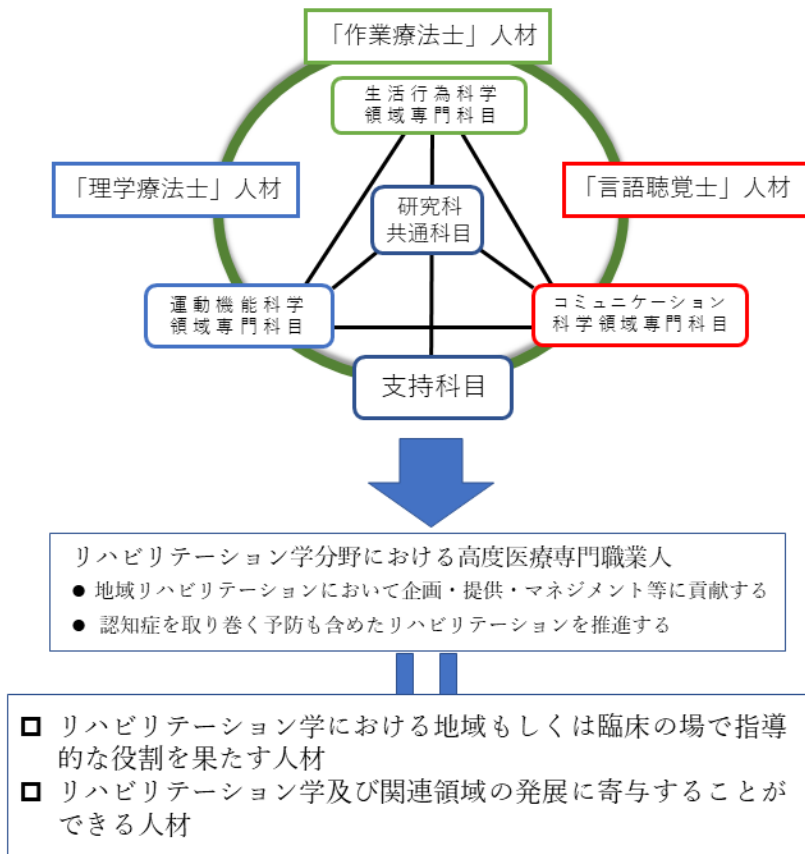 「作業療法士」人材
生活行為科学
領域専門科目
「理学療法士」人材
「言語聴覚士」人材
研究科
共通科目
運動機能科学
領域専門科目
コミュニケーション
科学領域専門科目
支持科目
リハビリテーション学分野における高度医療専門職業人
● 地域リハビリテーションにおいて企画・提供・マネジメント等に貢献する
● 認知症を取り巻く予防も含めたリハビリテーションを推進する
リハビリテーション学における地域もしくは臨床の場で指導
的な役割を果たす人材
リハビリテーション学及び関連領域の発展に寄与することが
できる人材